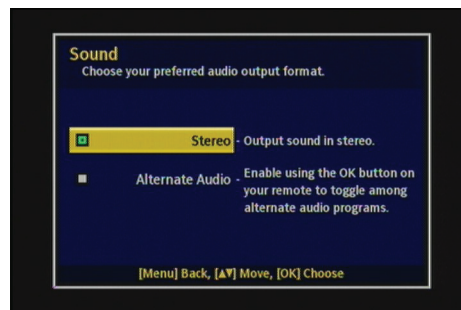 Sound
Choose your preferred audio output format.
Stereo - Output sound in stereo.
Alternate Audio - Enable using the OK button on
your remote to toggle among
alternate audio programs.
[Menu] Back, [▲▼] Move, [OK] Choose